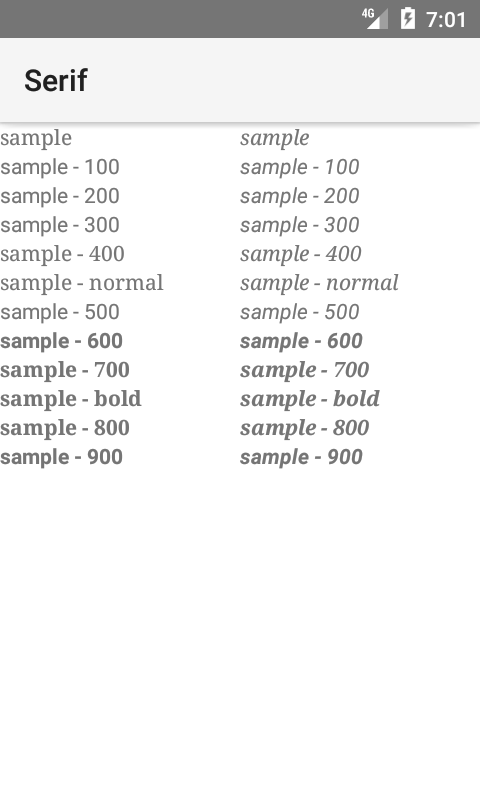 4G 7:01
Serif
sample sample
sample - 100 sample - 100
sample - 200 sample - 200
sample - 300 sample - 300
sample - 400 sample - 400
sample - normal sample - normal
sample - 500 sample - 500
sample - 600 sample - 600
sample - 700 sample - 700
sample - bold sample - bold
sample - 800 sample - 800
sample - 900 sample - 900